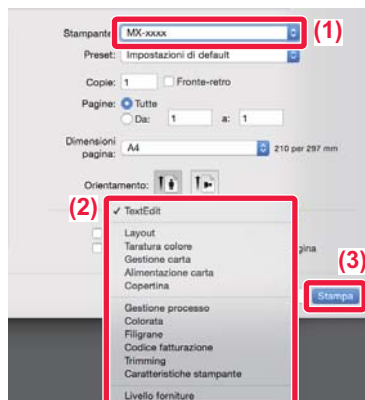 Stampante: MX-xxxx (1)
Preset: Impostazioni di default
Copie: 1 Fronte-retro
Pagine: Tutte
Da: 1 a: 1
Dimensioni pagina: A4 210 per 297 mm
Orientamento:
(2)
✓ TextEdit
Layout
Taratura colore
Gestione carta
Alimentazione carta
Copertina
gina
(3)
Stampa
Gestione processo
Colorata
Filigrane
Codice fatturazione
Trimming
Caratteristiche stampante
Livello forniture